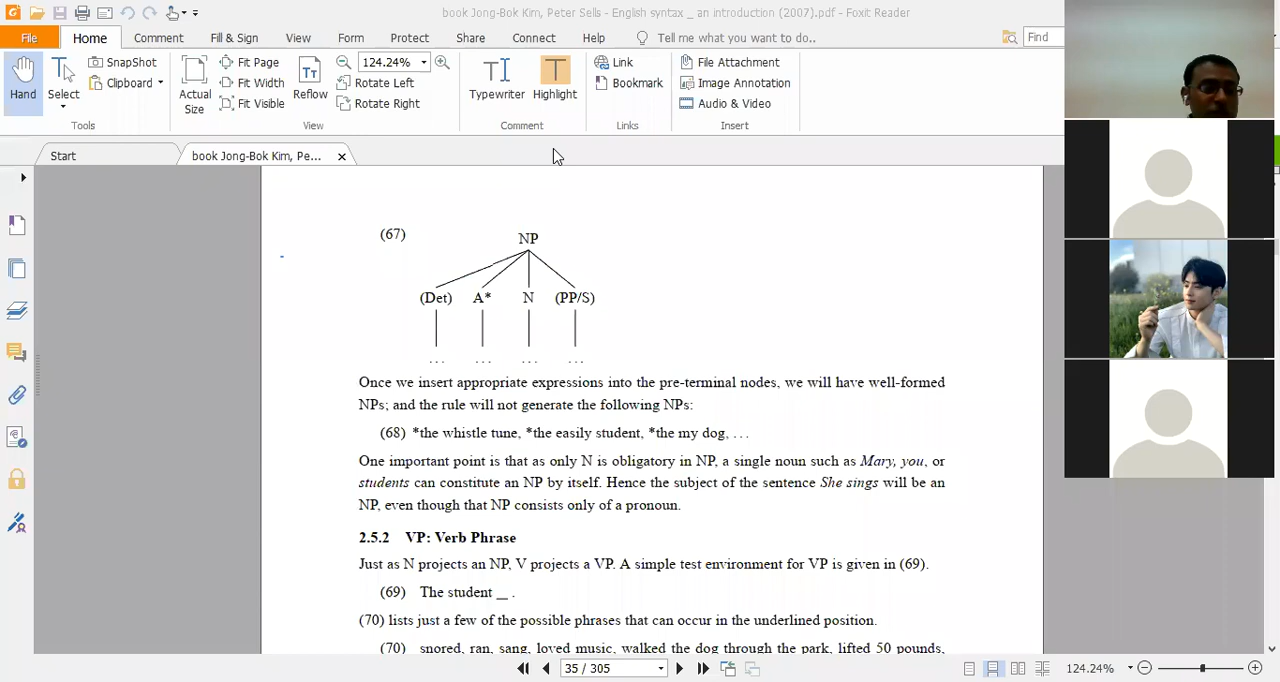 book Jong-Bok Kim, Peter Sells - English syntax _ an introduction (2007).pdf - Foxit Reader
File Home Comment Fill & Sign View Form Protect Share Connect Help Tell me what you want to do.. Find
Hand
Select
SnapShot
Clipboard
Tools
Actual Size
Fit Page
Fit Width
Fit Visible
Reflow
124.24%
Rotate Left
Rotate Right
View
Typewriter
Highlight
Comment
Link
Bookmark
Links
File Attachment
Image Annotation
Audio & Video
Insert
Start
book Jong-Bok Kim, Pe...
(67) NP
(Det) A* N (PP/S)
... ... ... ...
Once we insert appropriate expressions into the pre-terminal nodes, we will have well-formed
NPs; and the rule will not generate the following NPs:
(68) *the whistle tune, *the easily student, *the my dog, ...
One important point is that as only N is obligatory in NP, a single noun such as Mary, you, or
students can constitute an NP by itself. Hence the subject of the sentence She sings will be an
NP, even though that NP consists only of a pronoun.
2.5.2 VP: Verb Phrase
Just as N projects an NP, V projects a VP. A simple test environment for VP is given in (69).
(69) The student __ .
(70) lists just a few of the possible phrases that can occur in the underlined position.
(70) snored, ran, sang, loved music, walked the dog through the park, lifted 50 pounds,
35 / 305
124.24%